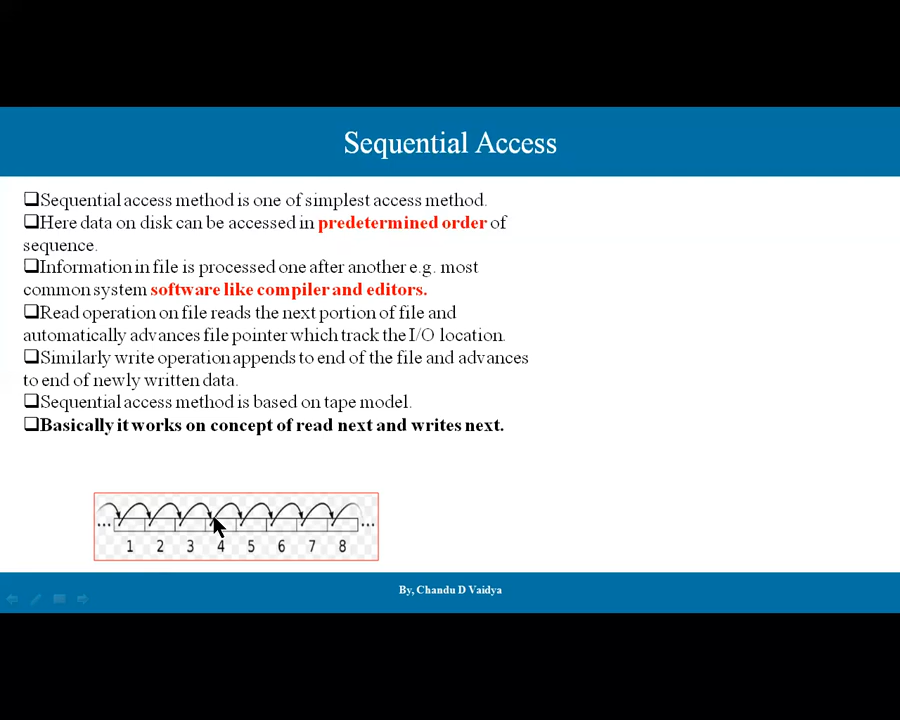 Sequential Access
❑Sequential access method is one of simplest access method.
❑Here data on disk can be accessed in predetermined order of
sequence.
❑Information in file is processed one after another e.g. most
common system software like compiler and editors.
❑Read operation on file reads the next portion of file and
automatically advances file pointer which track the I/O location.
❑Similarly write operation appends to end of the file and advances
to end of newly written data.
❑Sequential access method is based on tape model.
❑Basically it works on concept of read next and writes next.
... ...
1 2 3 4 5 6 7 8
By, Chandu D Vaidya